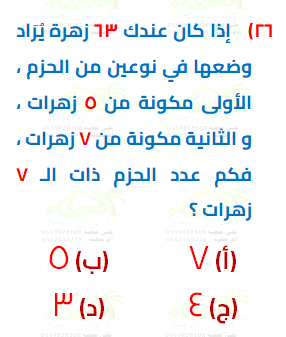 ٢٦) إذا كان عندك ٦٣ زهرة يُرَاد
وضعها في نوعين من الحزم ،
الأولى مكونة من ٥ زهرات ،
و الثانية مكونة من ٧ زهرات ،
فكم عدد الحزم ذات الـ ٧
زهرات ؟
(أ) ٧ (ب) ٥
(ج) ٤ (د) ٣